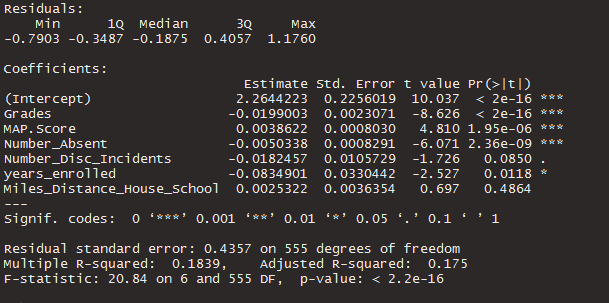 Residuals:
    Min      1Q  Median      3Q     Max
-0.7903 -0.3487 -0.1875  0.4057  1.1760
Coefficients:
                              Estimate Std. Error t value Pr(>|t|)
(Intercept)                  2.2644223  0.2256019  10.037  < 2e-16 ***
Grades                      -0.0199003  0.0023071  -8.626  < 2e-16 ***
MAP.Score                    0.0038622  0.0008030   4.810 1.95e-06 ***
Number_Absent               -0.0050338  0.0008291  -6.071 2.36e-09 ***
Number_Disc_Incidents       -0.0182457  0.0105729  -1.726   0.0850 .
years_enrolled              -0.0834901  0.0330442  -2.527   0.0118 *
Miles_Distance_House_School  0.0025322  0.0036354   0.697   0.4864
---
Signif. codes:  0 ‘***’ 0.001 ‘**’ 0.01 ‘*’ 0.05 ‘.’ 0.1 ‘ ’ 1
Residual standard error: 0.4357 on 555 degrees of freedom
Multiple R-squared:  0.1839,    Adjusted R-squared:  0.175
F-statistic: 20.84 on 6 and 555 DF,  p-value: < 2.2e-16